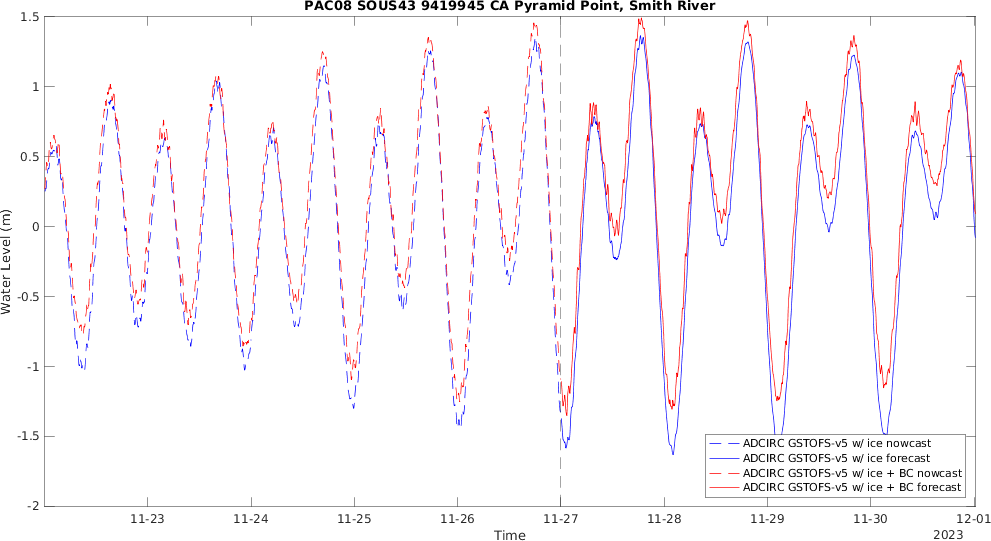 PAC08 SOUS43 9419945 CA Pyramid Point, Smith River
1.5
1
0.5
0
-0.5
-1
-1.5
-2
Water Level (m)
ADCIRC GSTOFS-v5 w/ ice nowcast
ADCIRC GSTOFS-v5 w/ ice forecast
ADCIRC GSTOFS-v5 w/ ice + BC nowcast
ADCIRC GSTOFS-v5 w/ ice + BC forecast
11-23 11-24 11-25 11-26 11-27 11-28 11-29 11-30 12-01
Time
2023